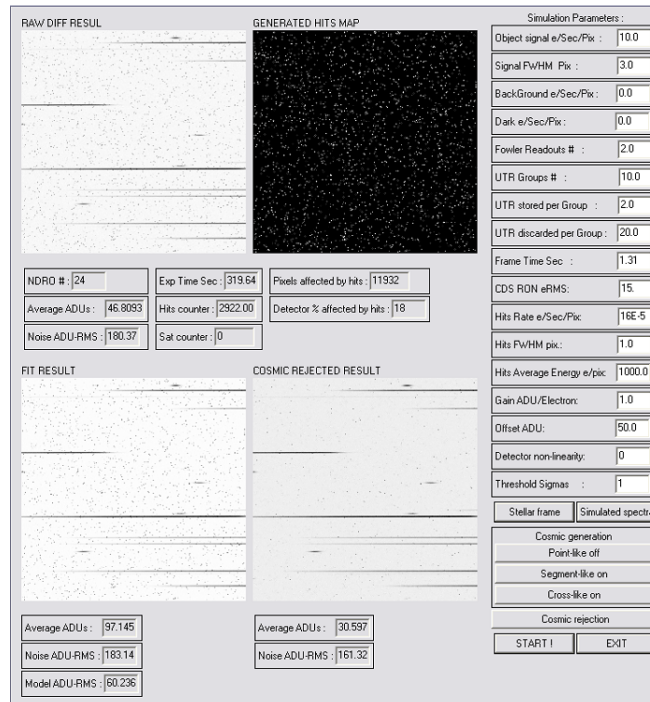 RAW DIFF RESUL
GENERATED HITS MAP
NDRO # : 24
Exp Time Sec : 319.64
Pixels affected by hits : 11932
Average ADUs : 46.8093
Hits counter : 2922.00
Detector % affected by hits : 18
Noise ADU-RMS : 180.37
Sat counter : 0
FIT RESULT
COSMIC REJECTED RESULT
Average ADUs : 97.145
Average ADUs : 30.597
Noise ADU-RMS : 183.14
Noise ADU-RMS : 161.32
Model ADU-RMS : 60.236
Simulation Parameters :
Object signal e/Sec/Pix : 10.0
Signal FWHM Pix : 3.0
BackGround e/Sec/Pix : 0.0
Dark e/Sec/Pix : 0.0
Fowler Readouts # : 2.0
UTR Groups # : 10.0
UTR stored per Group : 2.0
UTR discarded per Group : 20.0
Frame Time Sec : 1.31
CDS RON eRMS: 15.
Hits Rate e/Sec/Pix: 16E-5
Hits FWHM pix.: 1.0
Hits Average Energy e/pix: 1000.0
Gain ADU/Electron: 1.0
Offset ADU: 50.0
Detector non-linearity: 0
Threshold Sigmas : 1
Stellar frame
Simulated spectra
Cosmic generation
Point-like off
Segment-like on
Cross-like on
Cosmic rejection
START !
EXIT